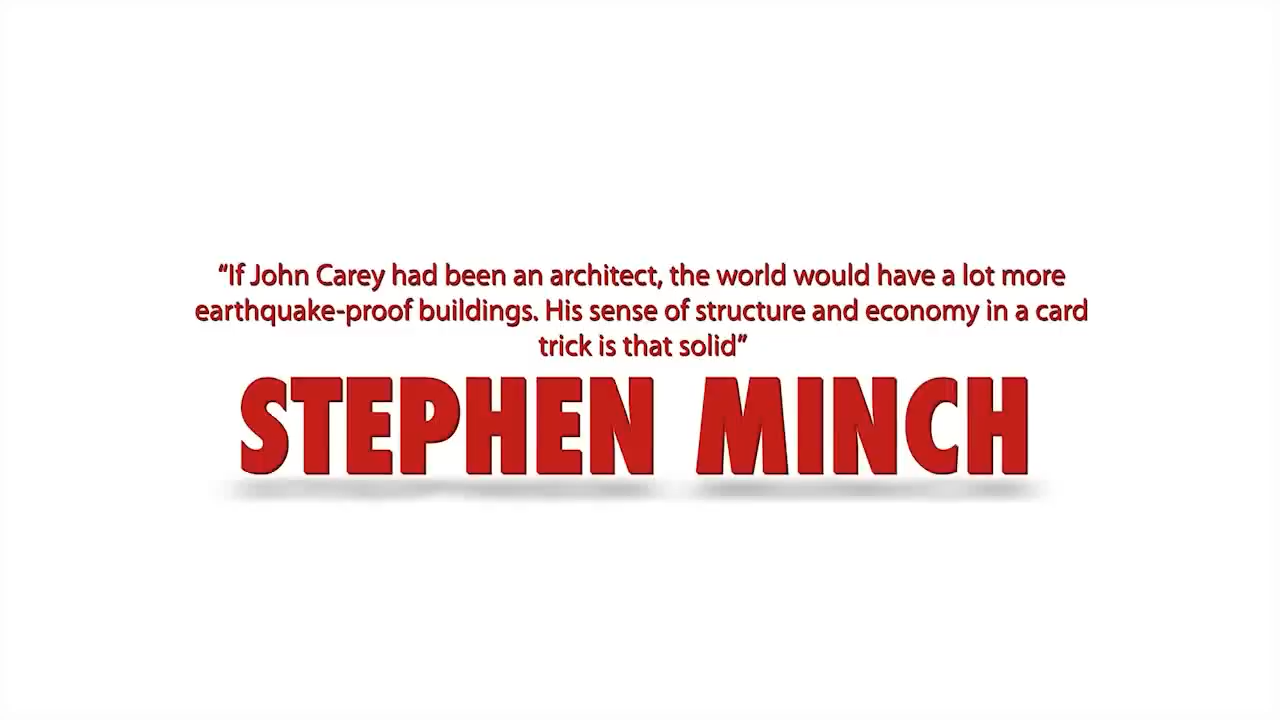 “If John Carey had been an architect, the world would have a lot more
earthquake-proof buildings. His sense of structure and economy in a card
trick is that solid”
STEPHEN MINCH